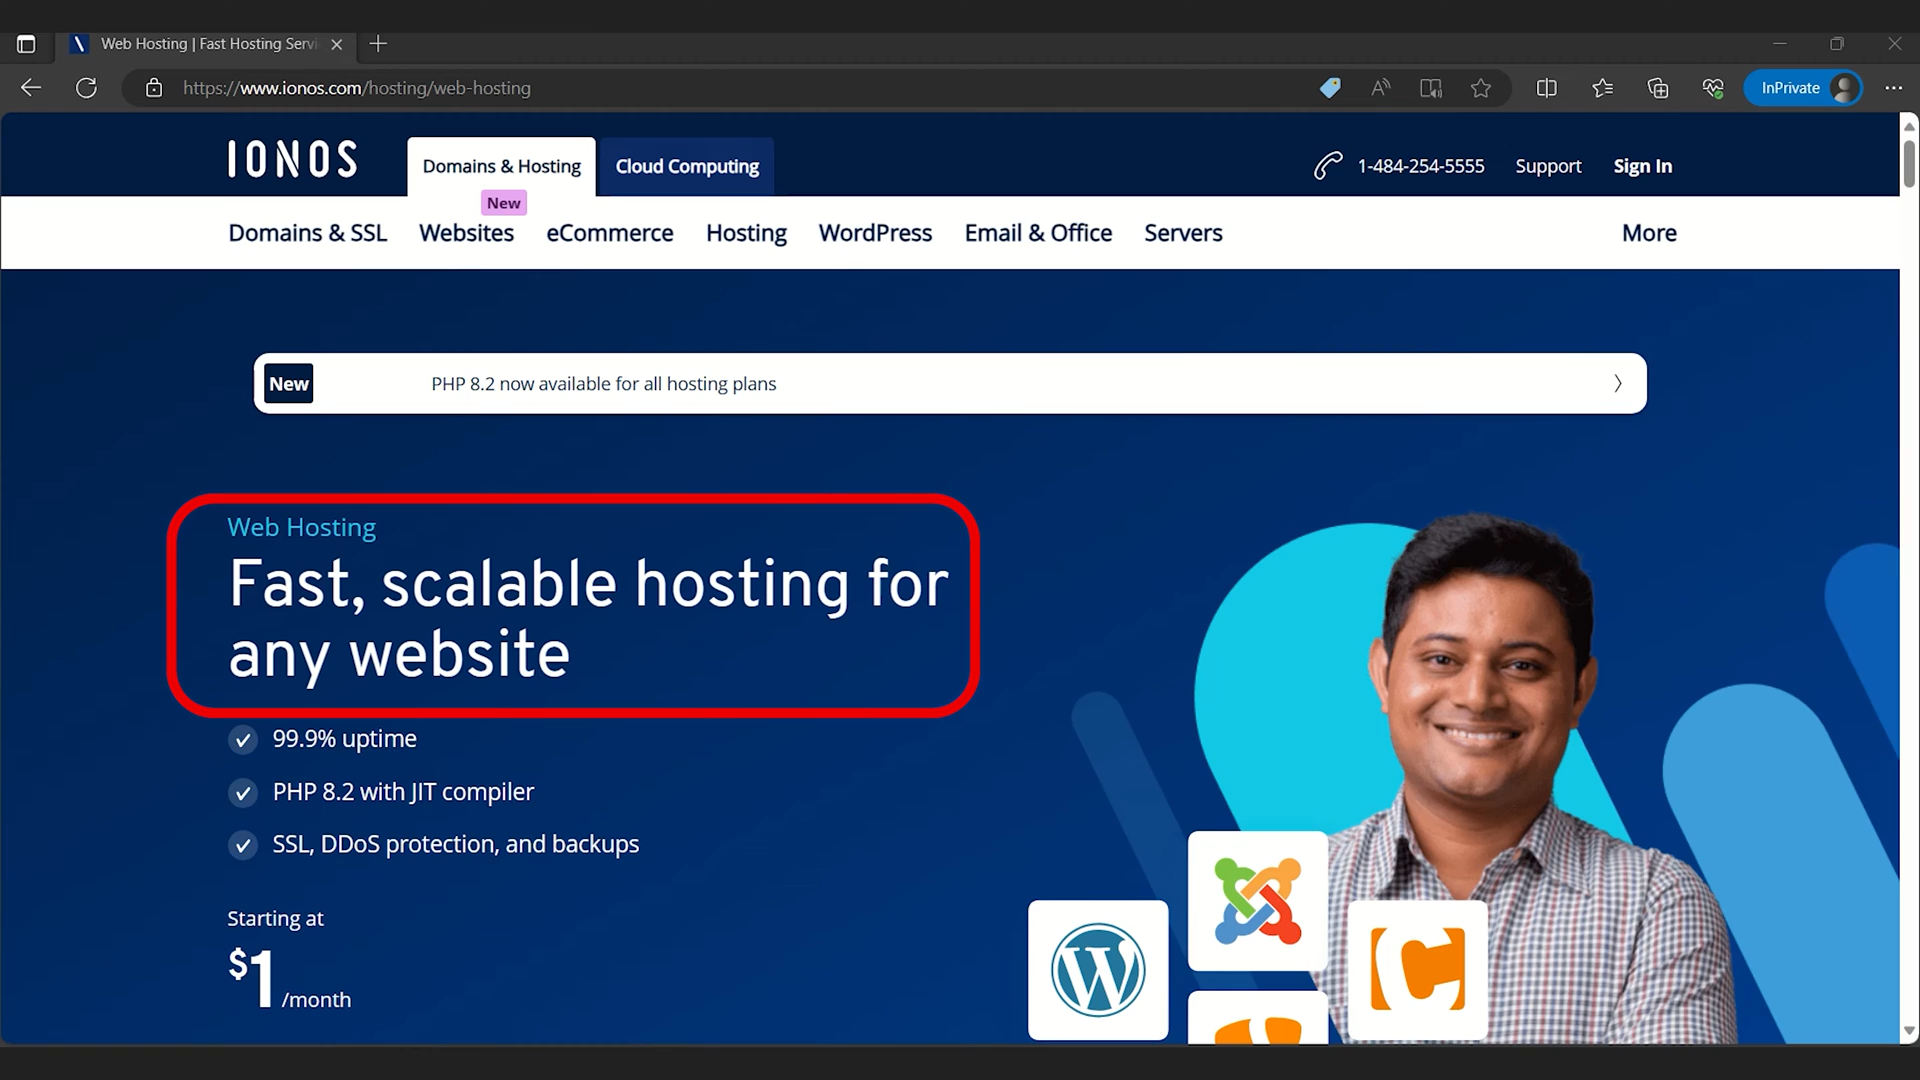 Web Hosting | Fast Hosting Servi
https://www.ionos.com/hosting/web-hosting
InPrivate
IONOS
Domains & Hosting
Cloud Computing
1-484-254-5555
Support
Sign In
New
Domains & SSL
Websites
eCommerce
Hosting
WordPress
Email & Office
Servers
More
New
PHP 8.2 now available for all hosting plans
Web Hosting
Fast, scalable hosting for
any website
99.9% uptime
PHP 8.2 with JIT compiler
SSL, DDoS protection, and backups
Starting at
$1 /month